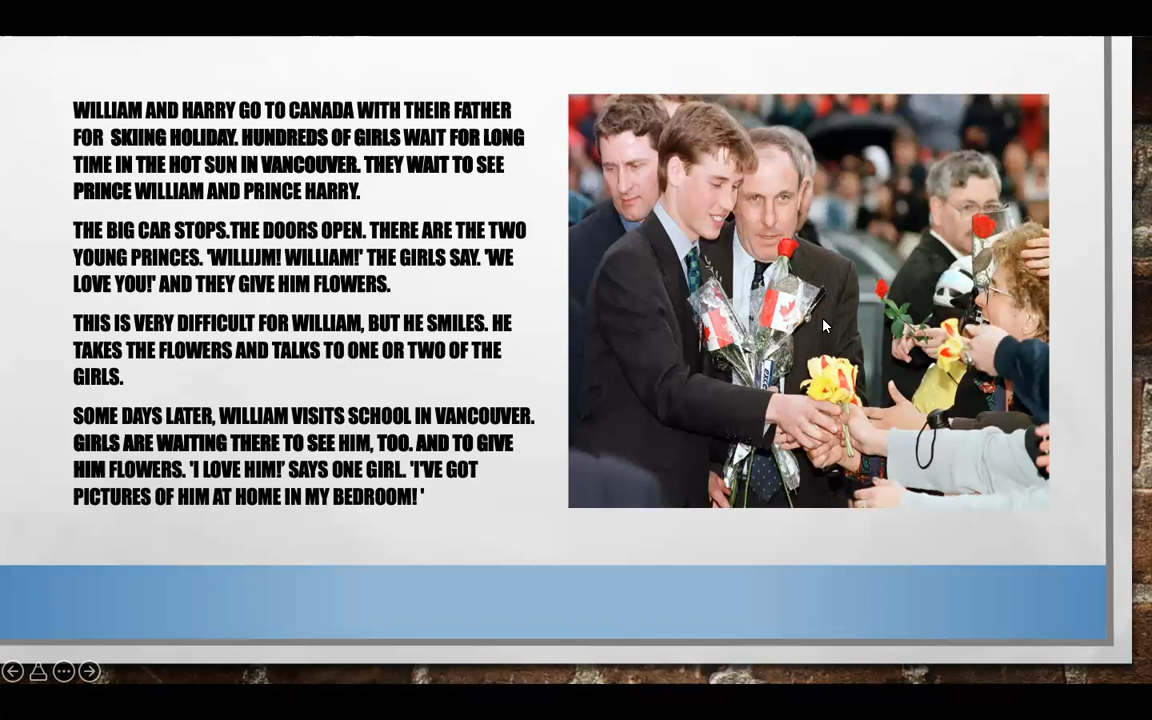 WILLIAM AND HARRY GO TO CANADA WITH THEIR FATHER
FOR SKIING HOLIDAY. HUNDREDS OF GIRLS WAIT FOR LONG
TIME IN THE HOT SUN IN VANCOUVER. THEY WAIT TO SEE
PRINCE WILLIAM AND PRINCE HARRY.
THE BIG CAR STOPS.THE DOORS OPEN. THERE ARE THE TWO
YOUNG PRINCES. 'WILLIJM! WILLIAM!' THE GIRLS SAY. 'WE
LOVE YOU!' AND THEY GIVE HIM FLOWERS.
THIS IS VERY DIFFICULT FOR WILLIAM, BUT HE SMILES. HE
TAKES THE FLOWERS AND TALKS TO ONE OR TWO OF THE
GIRLS.
SOME DAYS LATER, WILLIAM VISITS SCHOOL IN VANCOUVER.
GIRLS ARE WAITING THERE TO SEE HIM, TOO. AND TO GIVE
HIM FLOWERS. 'I LOVE HIM!' SAYS ONE GIRL. 'I'VE GOT
PICTURES OF HIM AT HOME IN MY BEDROOM! '